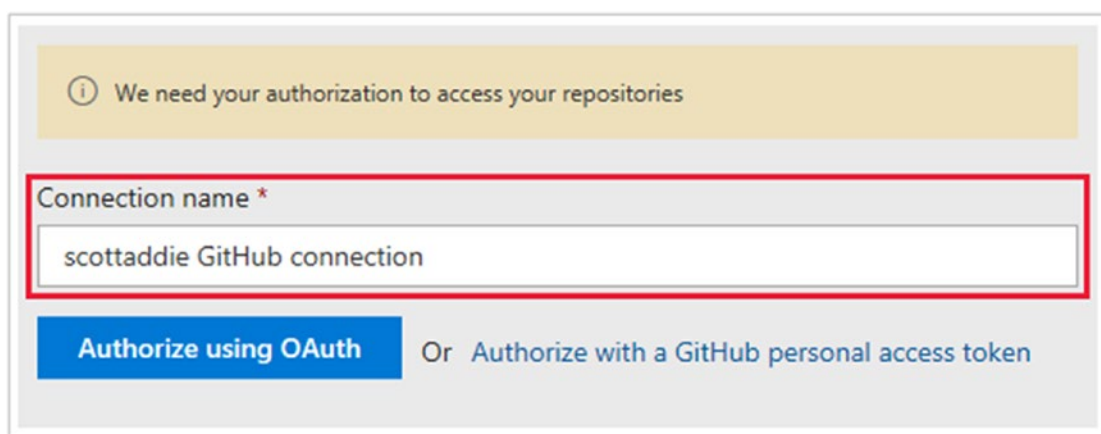 We need your authorization to access your repositories
Connection name *
scottaddie GitHub connection
Authorize using OAuth Or Authorize with a GitHub personal access token